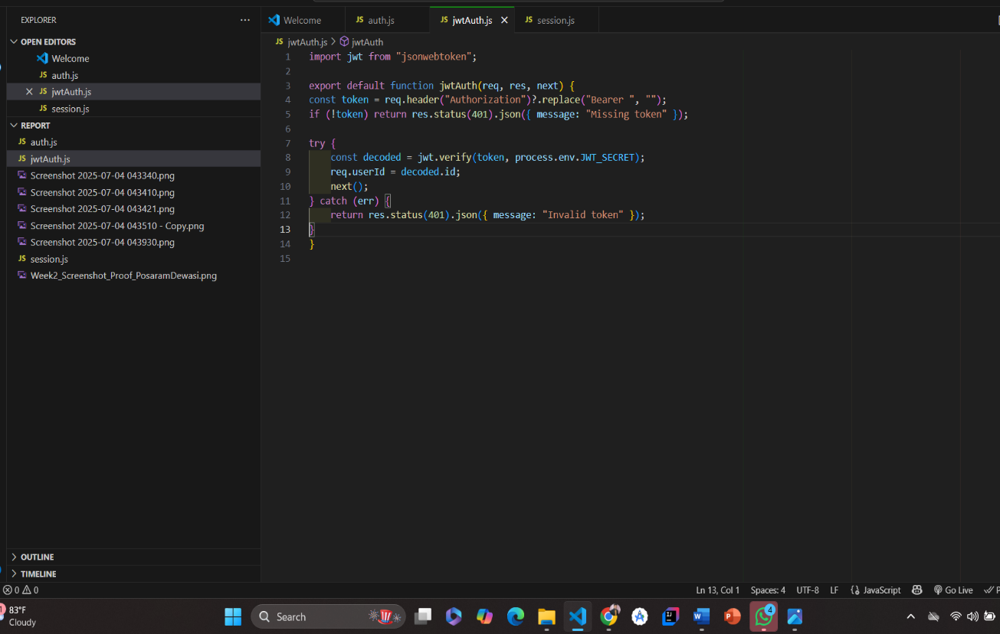 EXPLORER
OPEN EDITORS
Welcome
JS auth.js
JS jwtAuth.js
JS session.js
REPORT
JS auth.js
JS jwtAuth.js
Screenshot 2025-07-04 043340.png
Screenshot 2025-07-04 043410.png
Screenshot 2025-07-04 043421.png
Screenshot 2025-07-04 043510 - Copy.png
Screenshot 2025-07-04 043930.png
JS session.js
Week2_Screenshot_Proof_PosaramDewasi.png
OUTLINE
TIMELINE
Welcome
JS auth.js
JS jwtAuth.js
JS session.js
JS jwtAuth.js > jwtAuth
1 import jwt from "jsonwebtoken";
2
3 export default function jwtAuth(req, res, next) {
4 const token = req.header("Authorization")?.replace("Bearer ", "");
5 if (!token) return res.status(401).json({ message: "Missing token" });
6
7 try {
8 const decoded = jwt.verify(token, process.env.JWT_SECRET);
9 req.userId = decoded.id;
10 next();
11 } catch (err) {
12 return res.status(401).json({ message: "Invalid token" });
13 }
14 }
15
0 0
Ln 13, Col 1 Spaces: 4 UTF-8 LF {} JavaScript Go Live P
1
83°F
Cloudy
Search
IJ
W
P
4